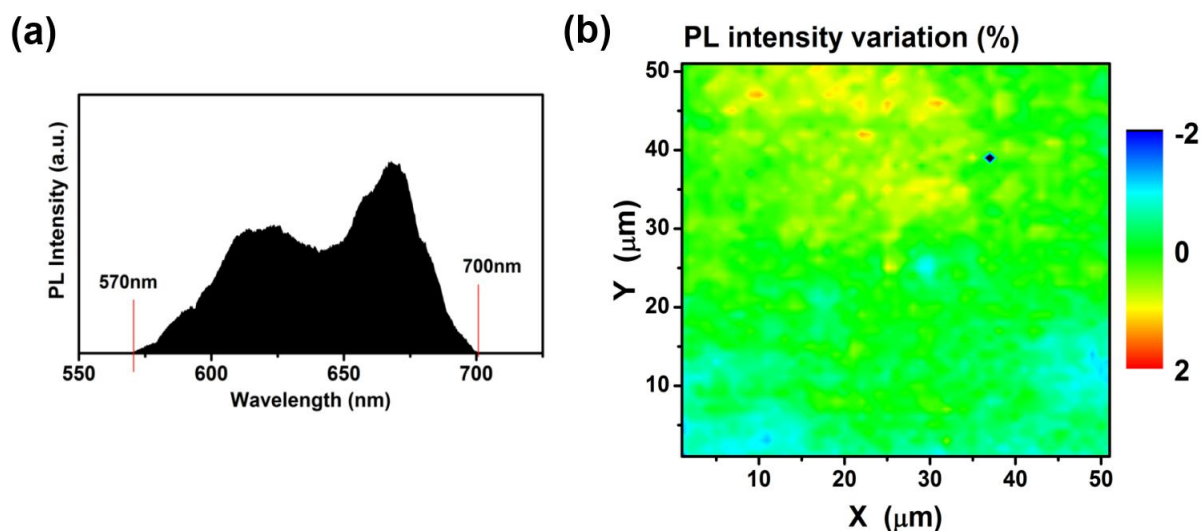 (a)
PL Intensity (a.u.)
570nm
700nm
550
600
650
700
Wavelength (nm)
(b)
PL intensity variation (%)
Y (μm)
50
40
30
20
10
10
20
30
40
50
X (μm)
-2
0
2